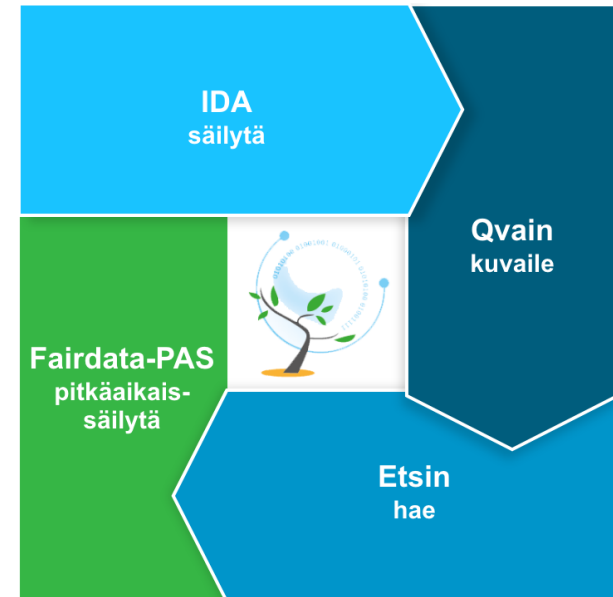 IDA
säilytä
Qvain
kuvaile
Etsin
hae
Fairdata-PAS
pitkäaikais-
säilytä